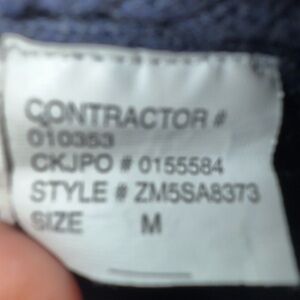 CONTRACTOR #
010353
CKJPO # 0155584
STYLE # ZM5SA8373
SIZE M